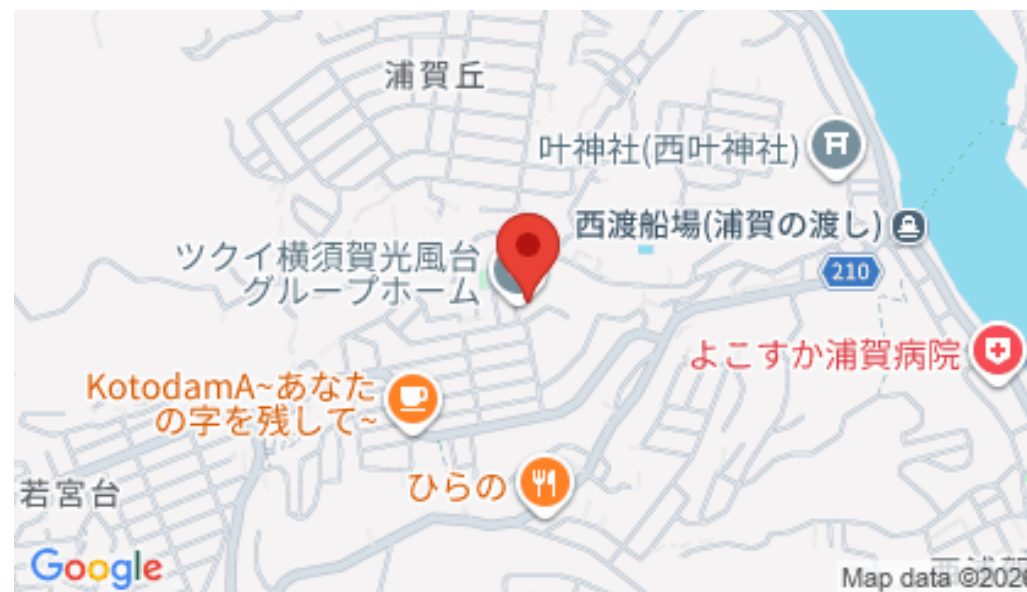 浦賀丘
叶神社(西叶神社)
西渡船場(浦賀の渡し)
ツクイ横須賀光風台
グループホーム
210
よこすか浦賀病院
KotodamA~あなた
の字を残して~
ひらの
若宮台
Google
Map data ©2026